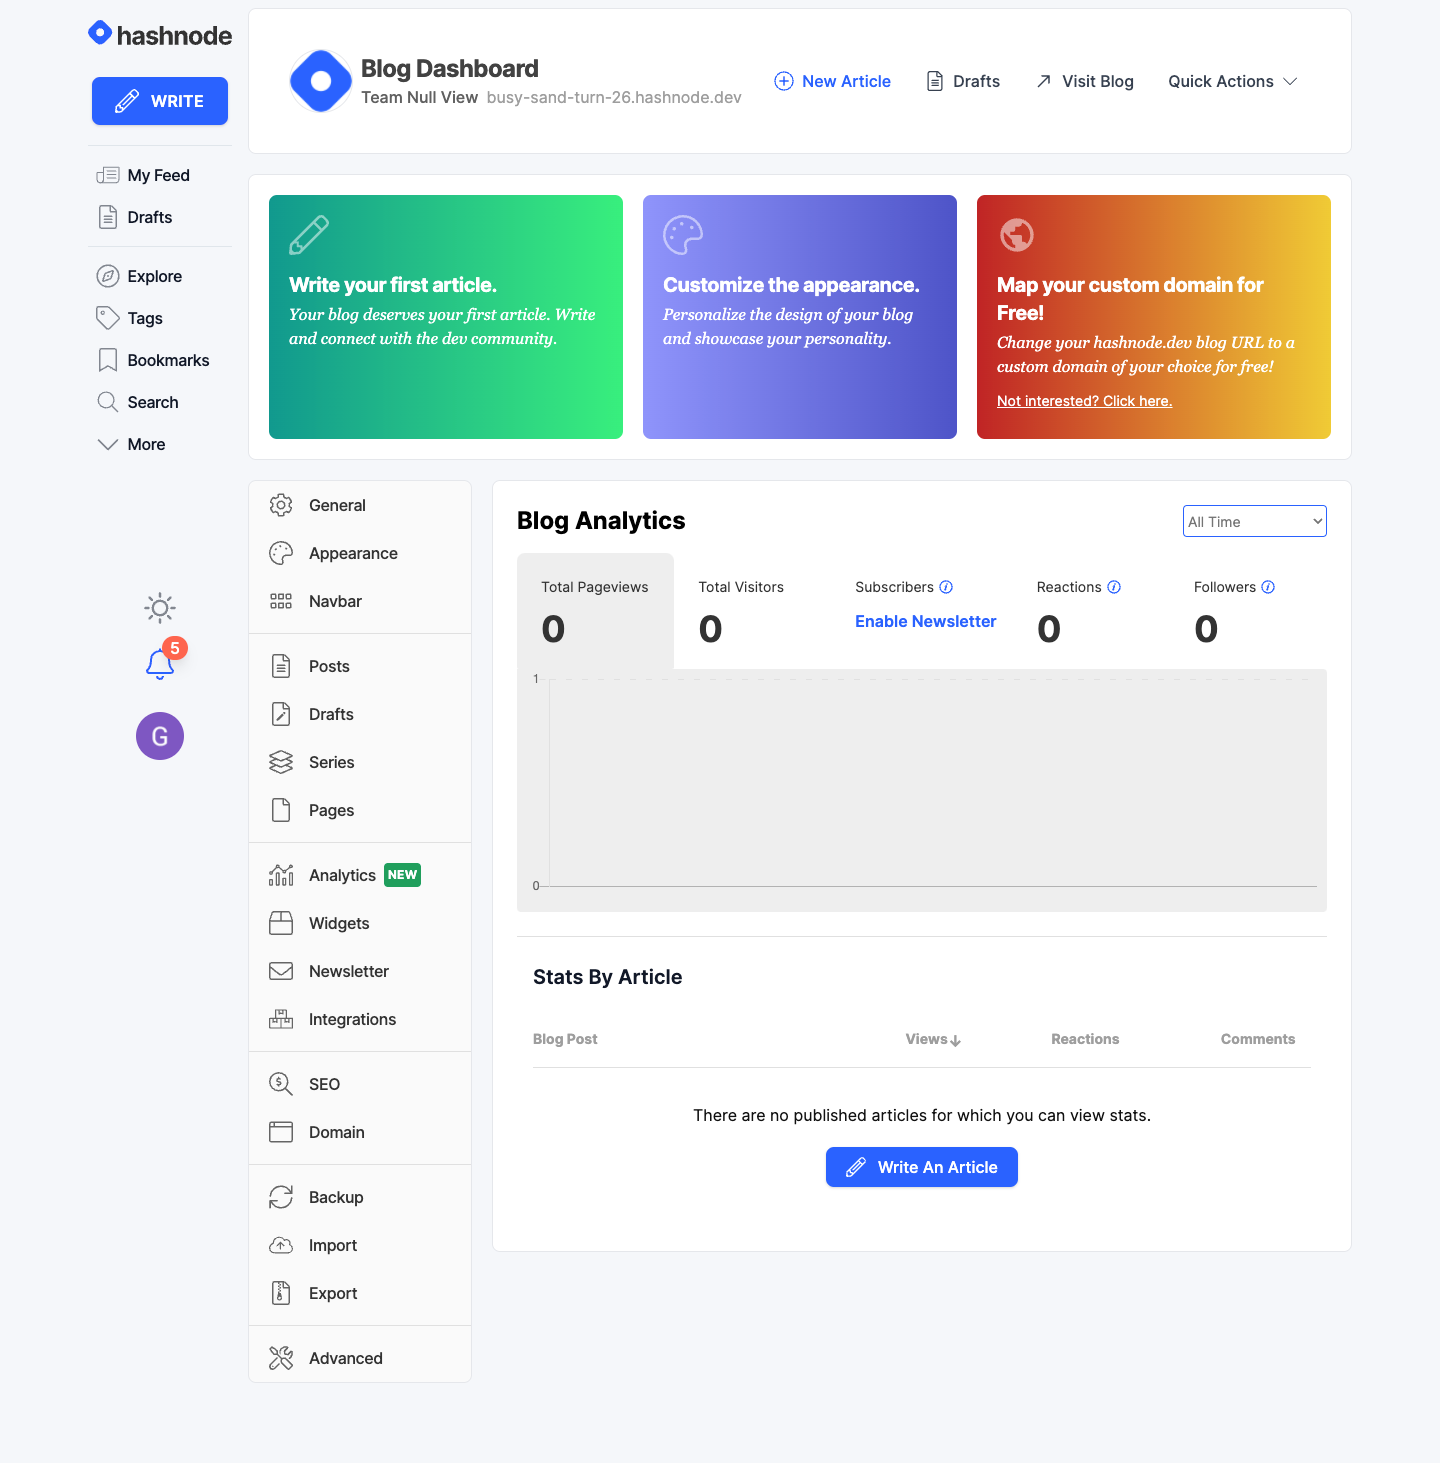 hashnode
WRITE
My Feed
Drafts
Explore
Tags
Bookmarks
Search
More
5
G
Blog Dashboard
Team Null View busy-sand-turn-26.hashnode.dev
New Article
Drafts
Visit Blog
Quick Actions
Write your first article.
Your blog deserves your first article. Write
and connect with the dev community.
Customize the appearance.
Personalize the design of your blog
and showcase your personality.
Map your custom domain for
Free!
Change your hashnode.dev blog URL to a
custom domain of your choice for free!
Not interested? Click here.
General
Appearance
Navbar
Posts
Drafts
Series
Pages
Analytics NEW
Widgets
Newsletter
Integrations
SEO
Domain
Backup
Import
Export
Advanced
Blog Analytics
All Time
Total Pageviews
0
Total Visitors
0
Subscribers
Enable Newsletter
Reactions
0
Followers
0
1
0
Stats By Article
Blog Post Views Reactions Comments
There are no published articles for which you can view stats.
Write An Article